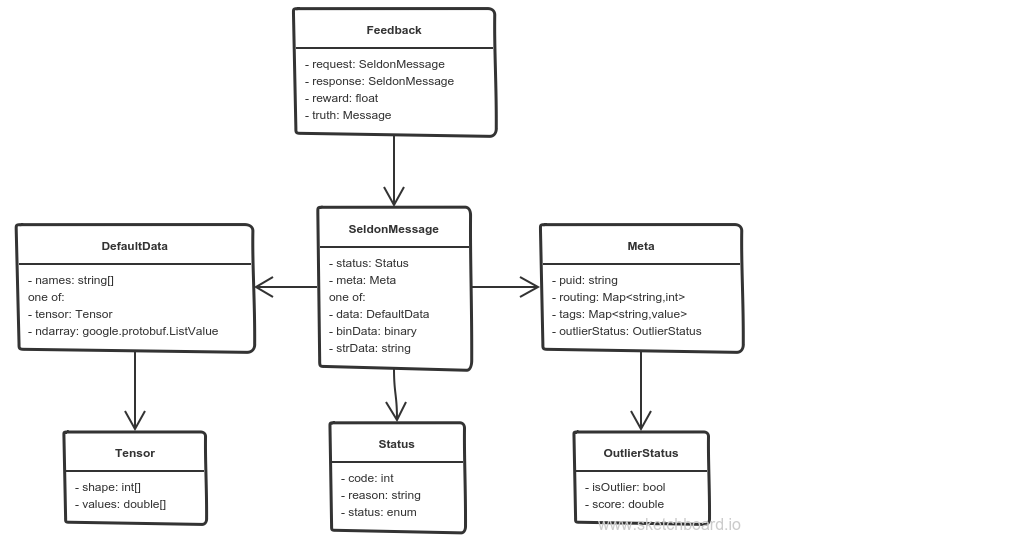 Feedback
- request: SeldonMessage
- response: SeldonMessage
- reward: float
- truth: Message
DefaultData
- names: string[]
one of:
- tensor: Tensor
- ndarray: google.protobuf.ListValue
SeldonMessage
- status: Status
- meta: Meta
one of:
- data: DefaultData
- binData: binary
- strData: string
Meta
- puid: string
- routing: Map<string,int>
- tags: Map<string,value>
- outlierStatus: OutlierStatus
Tensor
- shape: int[]
- values: double[]
Status
- code: int
- reason: string
- status: enum
OutlierStatus
- isOutlier: bool
- score: double
www.sketchboard.io